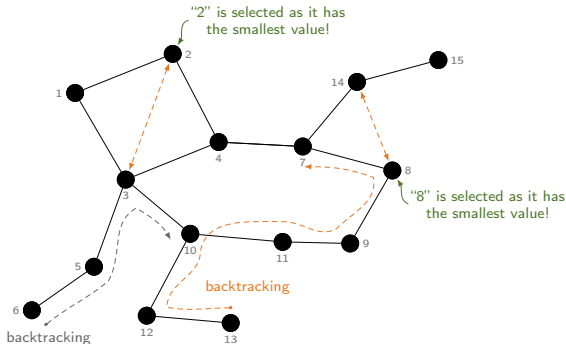 “2” is selected as it has
the smallest value!
2
15
14
1
4
7
8
3
“8” is selected as it has
the smallest value!
10
11
9
5
backtracking
6
12
13
backtracking